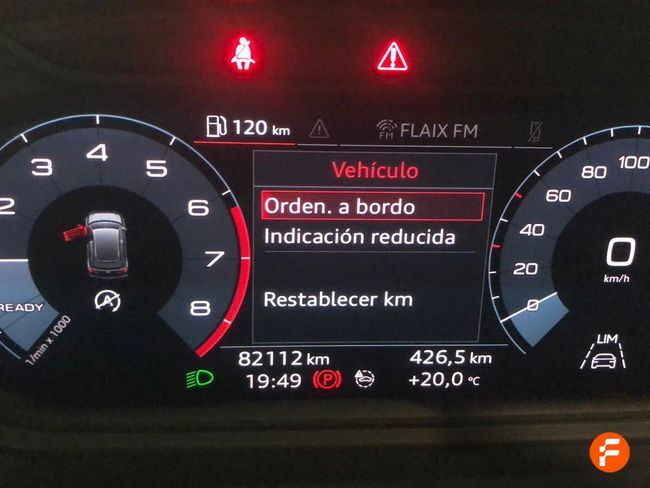 120 km
FM
FLAIX FM
Vehículo
Orden. a bordo
Indicación reducida
Restablecer km
2
3
4
5
6
7
8
READY
1/min x 1000
100
80
60
40
20
0
0
km/h
LIM
82112 km
426,5 km
19:49
P
+20,0 °C